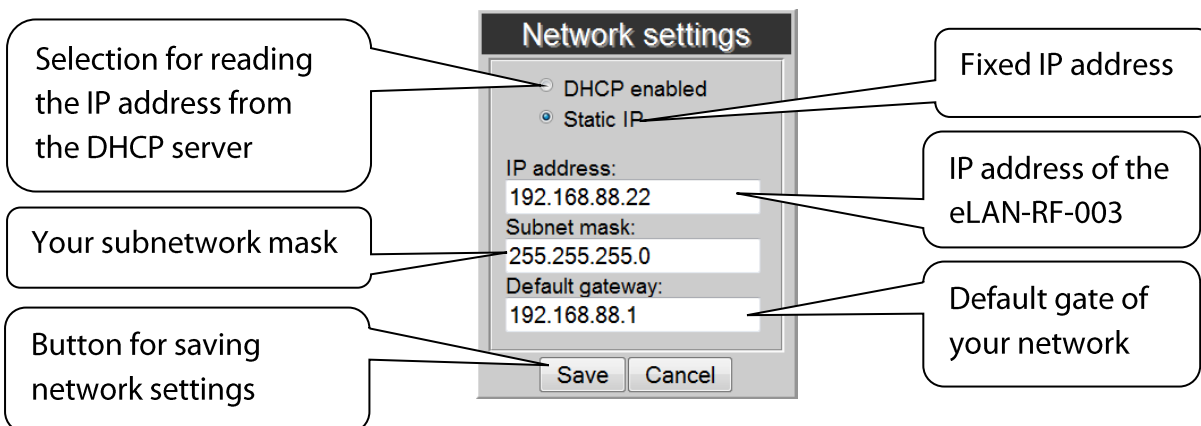 Network settings
Selection for reading
the IP address from
the DHCP server
DHCP enabled
Static IP
Fixed IP address
IP address:
192.168.88.22
IP address of the
eLAN-RF-003
Your subnetwork mask
Subnet mask:
255.255.255.0
Default gateway:
192.168.88.1
Default gate of
your network
Button for saving
network settings
Save
Cancel